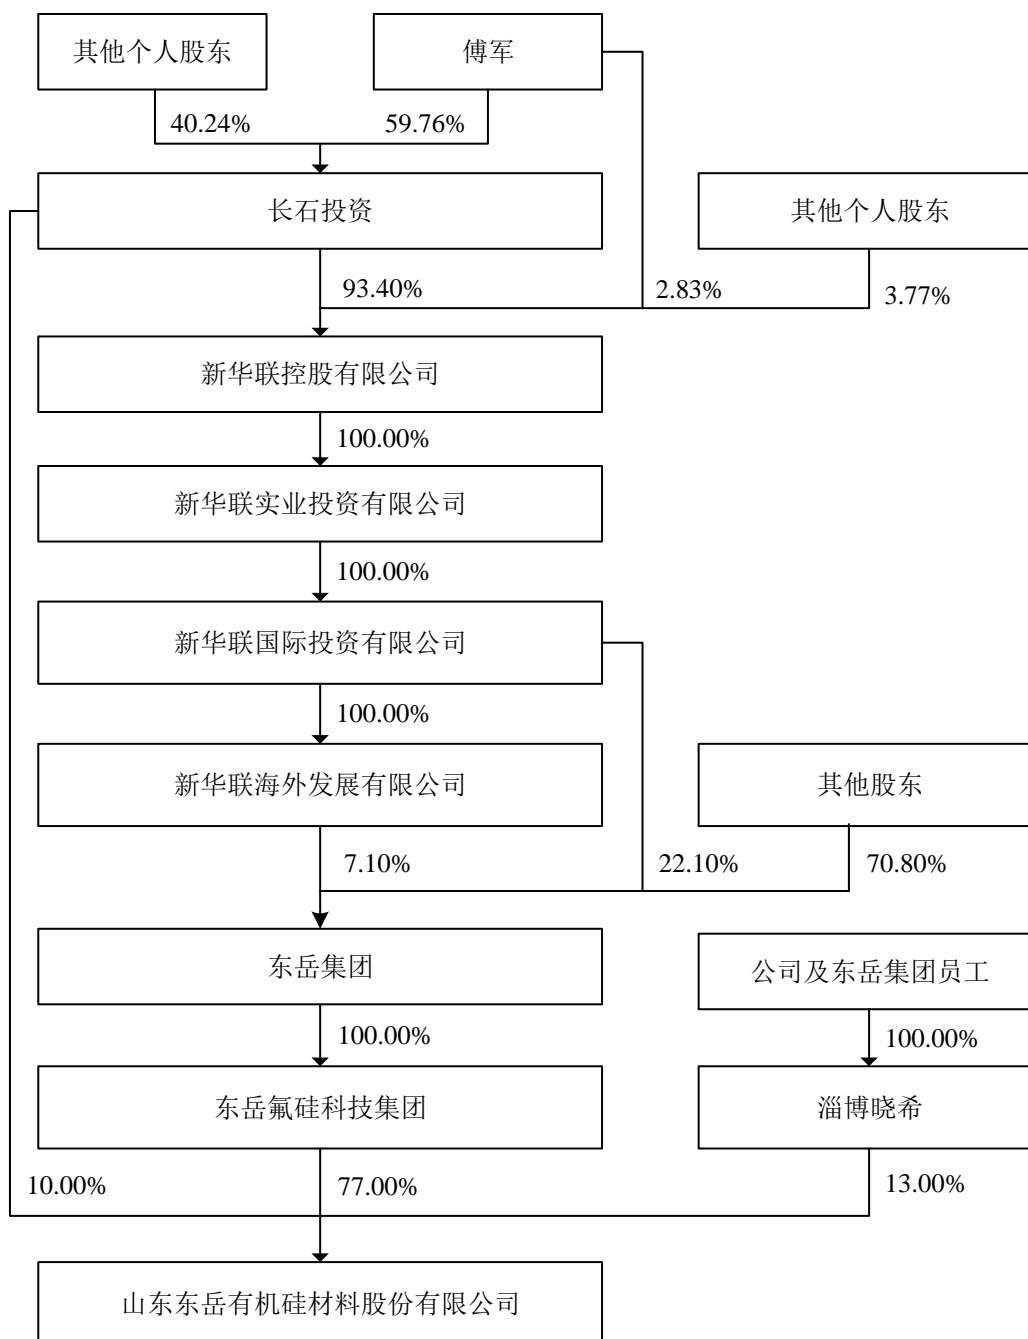 其他个人股东
傅军
40.24%
59.76%
长石投资
其他个人股东
93.40%
2.83%
3.77%
新华联控股有限公司
100.00%
新华联实业投资有限公司
100.00%
新华联国际投资有限公司
100.00%
新华联海外发展有限公司
其他股东
7.10%
22.10%
70.80%
东岳集团
公司及东岳集团员工
100.00%
100.00%
东岳氟硅科技集团
淄博晓希
10.00%
77.00%
13.00%
山东东岳有机硅材料股份有限公司